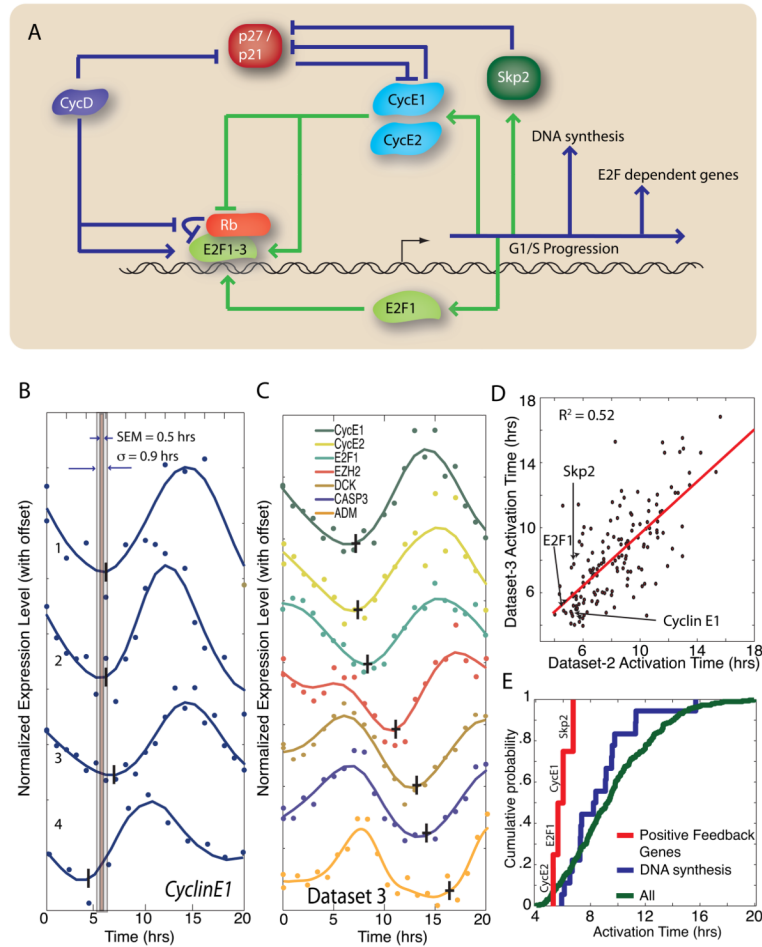 A
p27 /
p21
CycD
CycE1
CycE2
Skp2
DNA synthesis
E2F dependent genes
Rb
E2F1-3
G1/S Progression
E2F1
B
SEM = 0.5 hrs
σ = 0.9 hrs
1
2
3
4
CyclinE1
Normalized Expression Level (with offset)
0
5
10
15
20
Time (hrs)
C
CycE1
CycE2
E2F1
EZH2
DCK
CASP3
ADM
Dataset 3
Normalized Expression Level (with offset)
0
5
10
15
20
Time (hrs)
D
R² = 0.52
Skp2
E2F1
Cyclin E1
Dataset-3 Activation Time (hrs)
18
14
10
6
6
10
14
18
Dataset-2 Activation Time (hrs)
E
Cumulative probability
1
.8
.6
.4
.2
0
CycE2
E2F1
CycE1
Skp2
Positive Feedback
Genes
DNA synthesis
All
4
8
12
16
20
Activation Time (hrs)